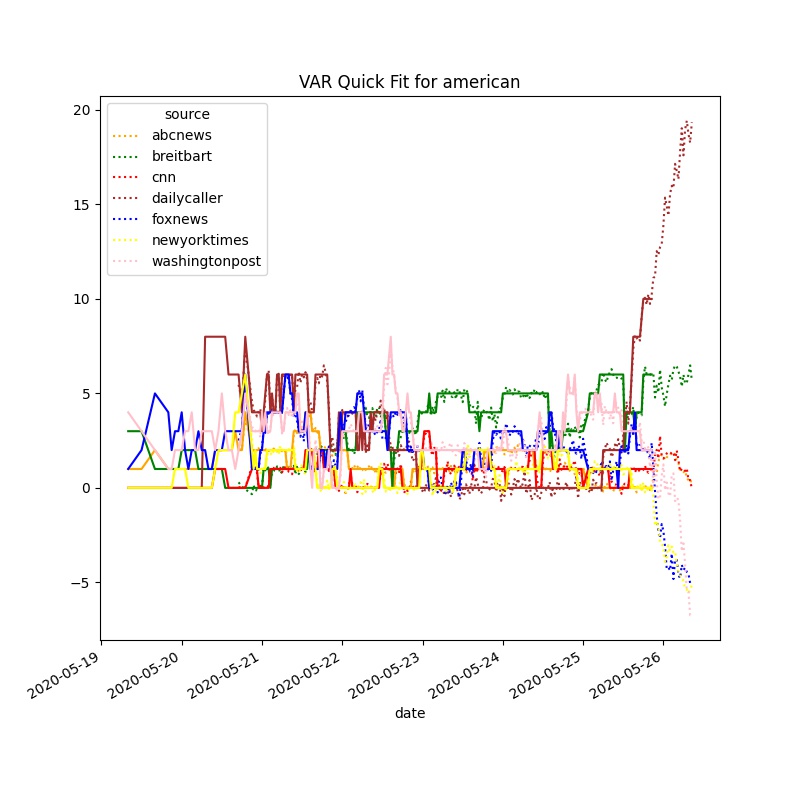 VAR Quick Fit for american
20
15
10
5
0
−5
source
abcnews
breitbart
cnn
dailycaller
foxnews
newyorktimes
washingtonpost
2020-05-19
2020-05-20
2020-05-21
2020-05-22
2020-05-23
2020-05-24
2020-05-25
2020-05-26
date